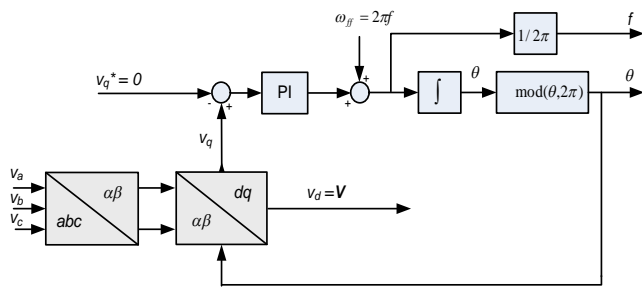 ω_ff = 2πf
f
1/2π
v_q* = 0
-
+
PI
+
+
∫
θ
mod(θ,2π)
θ
v_q
v_a
v_b
v_c
αβ
abc
dq
αβ
v_d = V